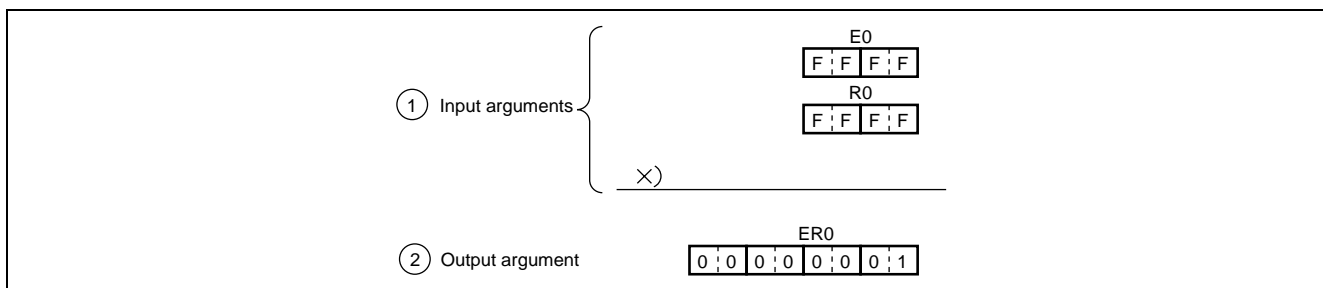 E0
F F F F
R0
① Input arguments
F F F F
×)
ER0
② Output argument 0 0 0 0 0 0 0 1